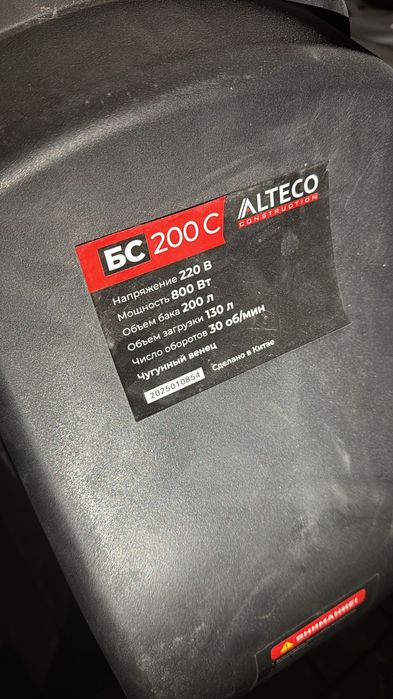 БС 200 С
ALTECO
CONSTRUCTION
Напряжение 220 В
Мощность 800 Вт
Объем бака 200 л
Объем загрузки 130 л
Число оборотов 30 об/мин
Чугунный венец
2025010854 Сделано в Китае
ВНИМАНИЕ!